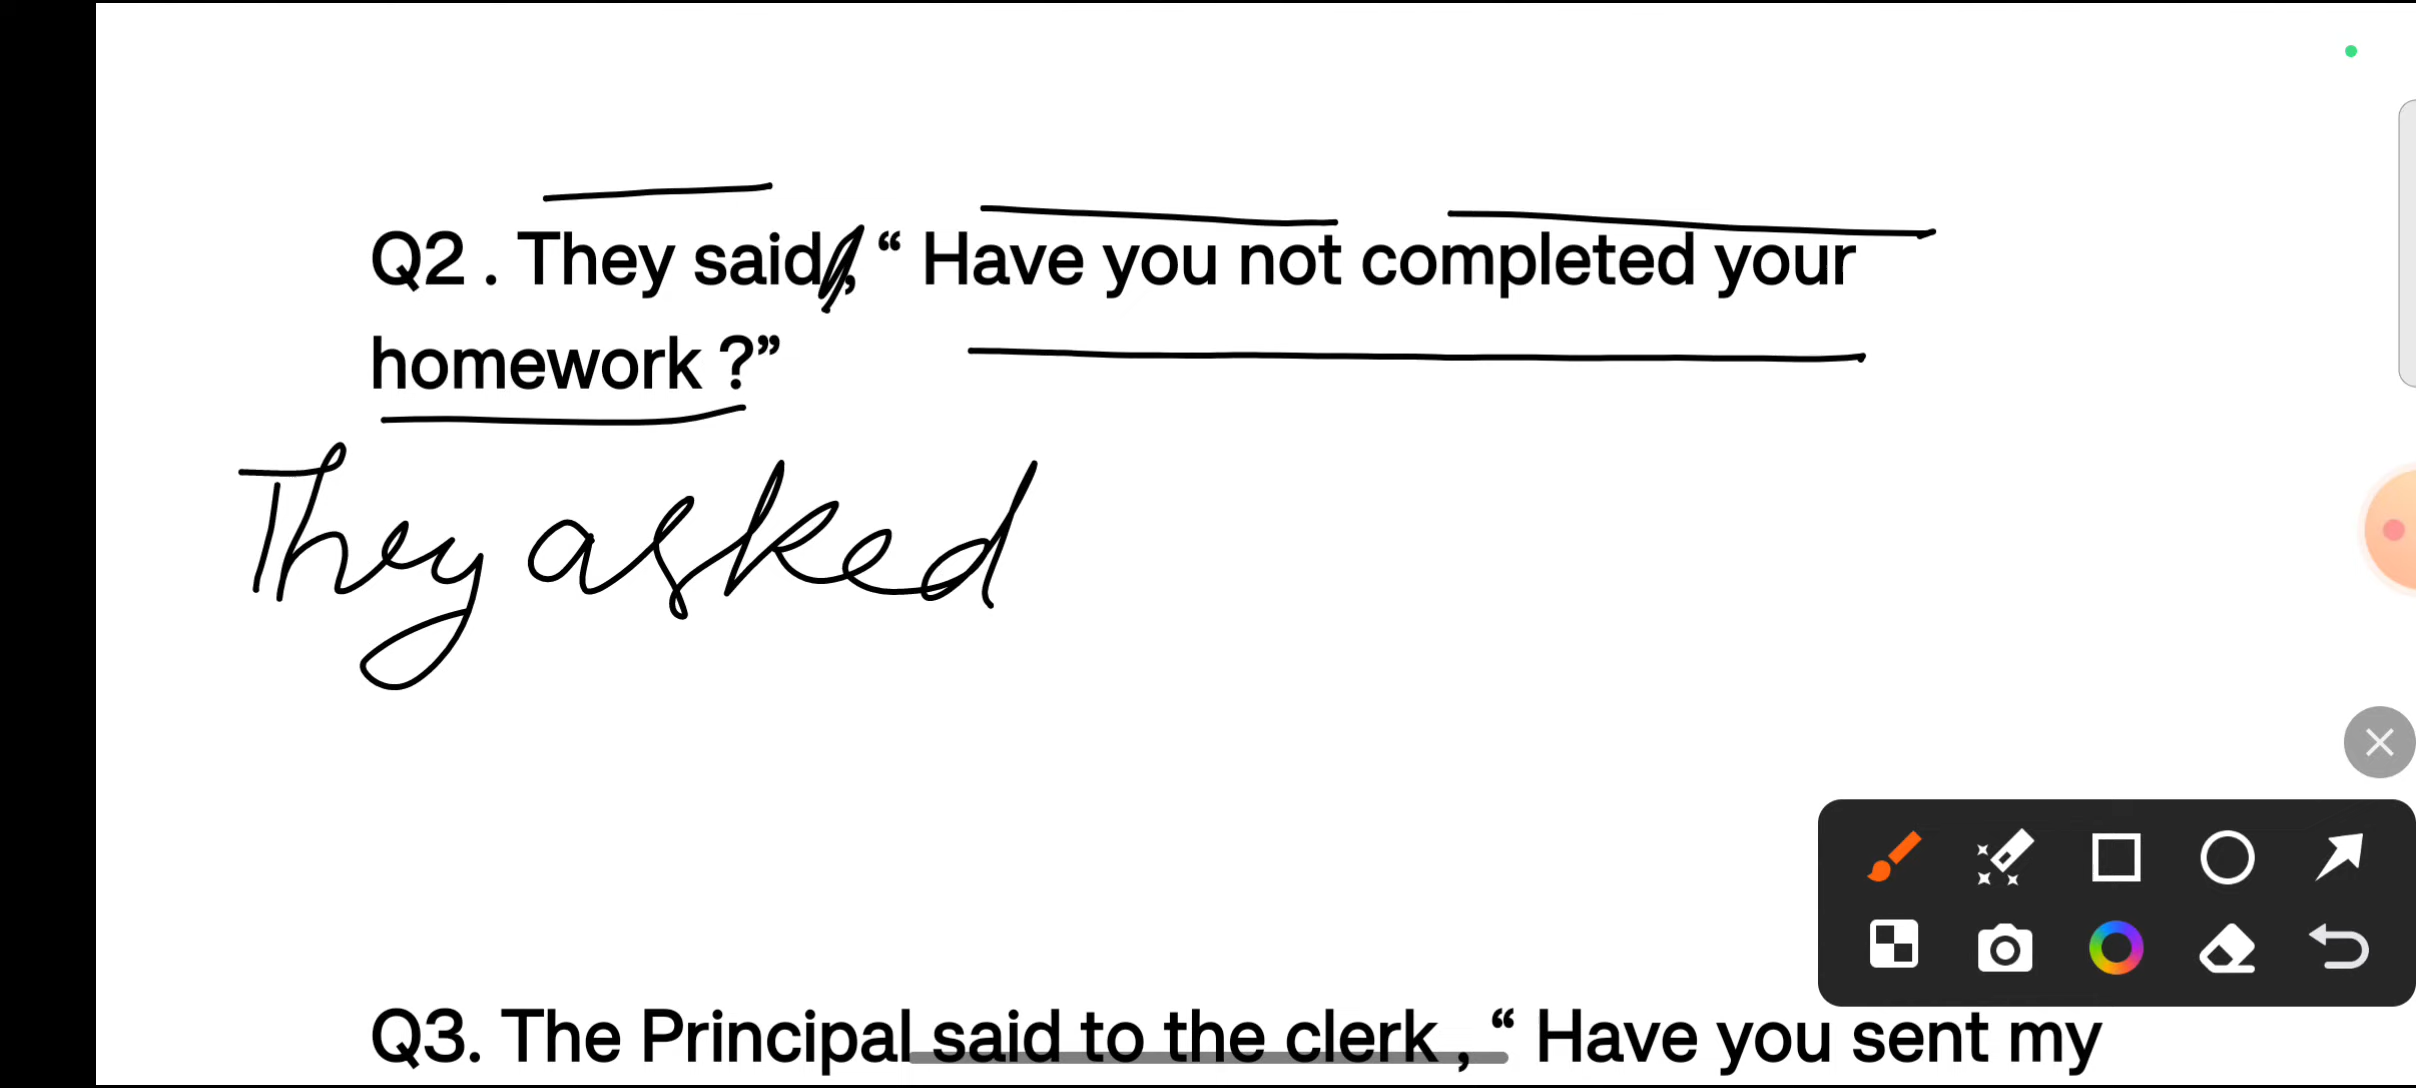 Q2 . They said, “ Have you not completed your
homework ?”
They asked
Q3. The Principal said to the clerk , “ Have you sent my